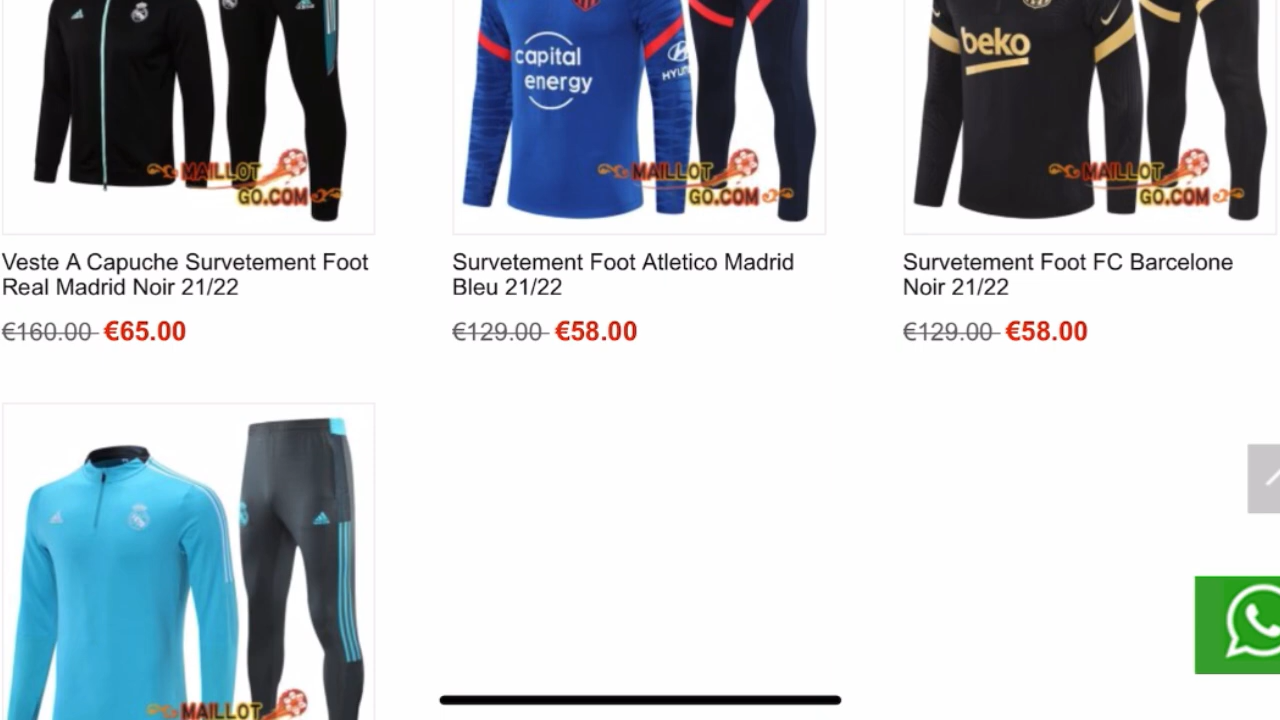 capital
energy
HYUN
beko
MAILLOT
GO.COM
MAILLOT
GO.COM
MAILLOT
GO.COM
Veste A Capuche Survetement Foot
Real Madrid Noir 21/22
€160.00 €65.00
Survetement Foot Atletico Madrid
Bleu 21/22
€129.00 €58.00
Survetement Foot FC Barcelone
Noir 21/22
€129.00 €58.00
MAILLOT